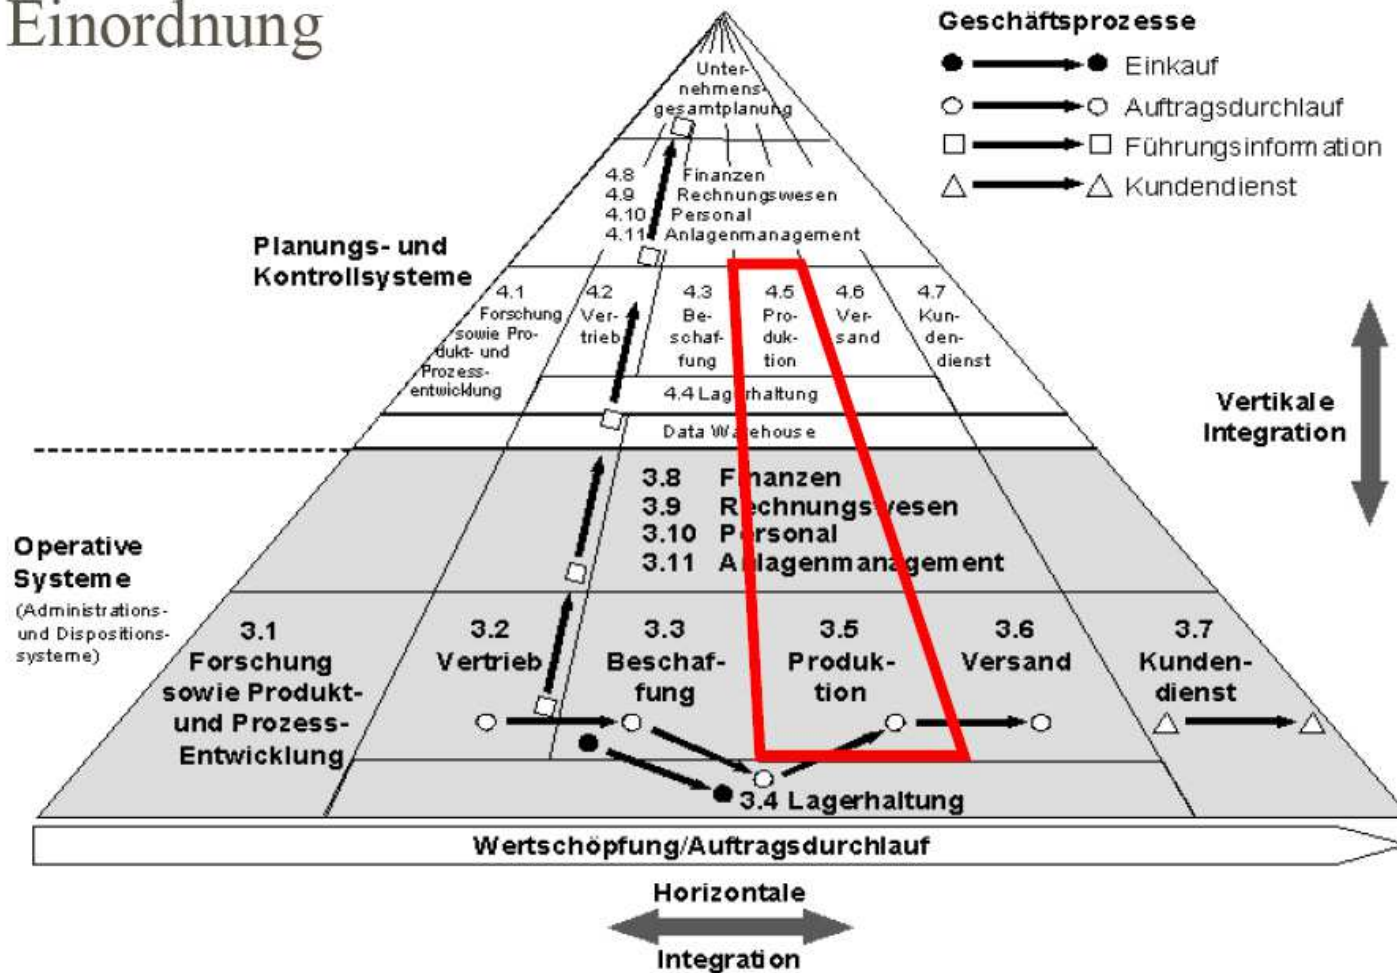 Einordnung
Geschäftsprozesse
Einkauf
Auftragsdurchlauf
Führungsinformation
Kundendienst
Unter-
nehmens-
gesamtplanung
4.8 Finanzen
4.9 Rechnungswesen
4.10 Personal
4.11 Anlagenmanagement
Planungs- und
Kontrollsysteme
4.1
Forschung
sowie Pro-
dukt- und
Prozess-
entwicklung
4.2
Ver-
trieb
4.3
Be-
schaf-
fung
4.5
Pro-
duk-
tion
4.6
Ver-
sand
4.7
Kun-
den-
dienst
4.4 Lagerhaltung
Data Warehouse
Vertikale
Integration
3.8 Finanzen
3.9 Rechnungswesen
3.10 Personal
3.11 Anlagenmanagement
Operative
Systeme
(Administrations-
und Dispositions-
systeme)
3.1
Forschung
sowie Produkt-
und Prozess-
Entwicklung
3.2
Vertrieb
3.3
Beschaf-
fung
3.5
Produk-
tion
3.6
Versand
3.7
Kunden-
dienst
3.4 Lagerhaltung
Wertschöpfung/Auftragsdurchlauf
Horizontale
Integration